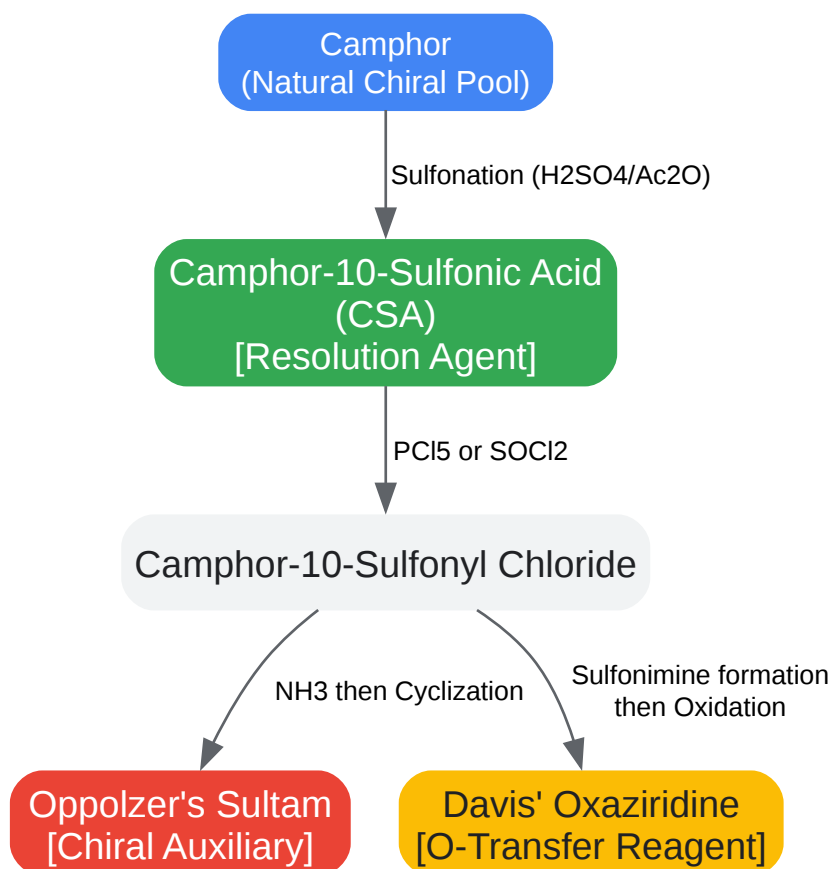 Camphor
(Natural Chiral Pool)
Sulfonation (H2SO4/Ac2O)
Camphor-10-Sulfonic Acid
(CSA)
[Resolution Agent]
PCl5 or SOCl2
Camphor-10-Sulfonyl Chloride
NH3 then Cyclization
Sulfonimine formation
then Oxidation
Oppolzer's Sultam
[Chiral Auxiliary]
Davis' Oxaziridine
[O-Transfer Reagent]